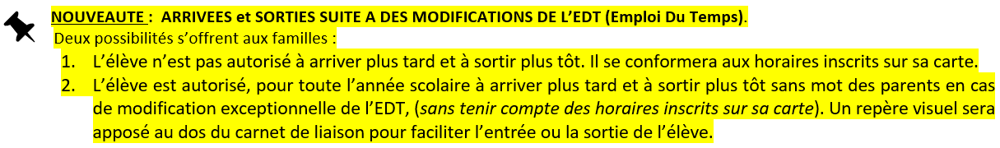 NOUVEAUTE : ARRIVEES et SORTIES SUITE A DES MODIFICATIONS DE L’EDT (Emploi Du Temps).
Deux possibilités s’offrent aux familles :
1. L’élève n’est pas autorisé à arriver plus tard et à sortir plus tôt. Il se conformera aux horaires inscrits sur sa carte.
2. L’élève est autorisé, pour toute l’année scolaire à arriver plus tard et à sortir plus tôt sans mot des parents en cas
de modification exceptionnelle de l’EDT, (sans tenir compte des horaires inscrits sur sa carte). Un repère visuel sera
apposé au dos du carnet de liaison pour faciliter l’entrée ou la sortie de l’élève.